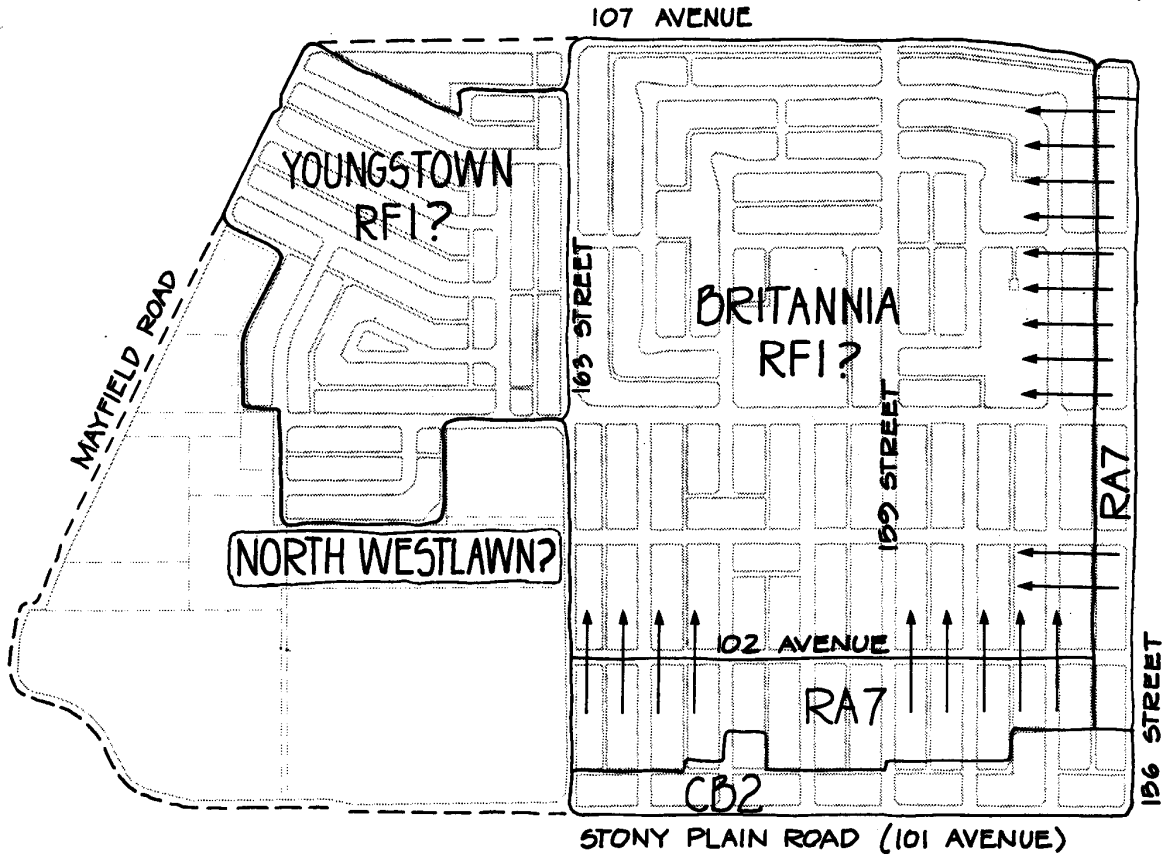 107 AVENUE
YOUNGSTOWN
RF1?
MAYFIELD ROAD
163 STREET
BRITANNIA
RF1?
159 STREET
RA7
NORTH WESTLAWN?
102 AVENUE
RA7
CB2
156 STREET
STONY PLAIN ROAD (101 AVENUE)